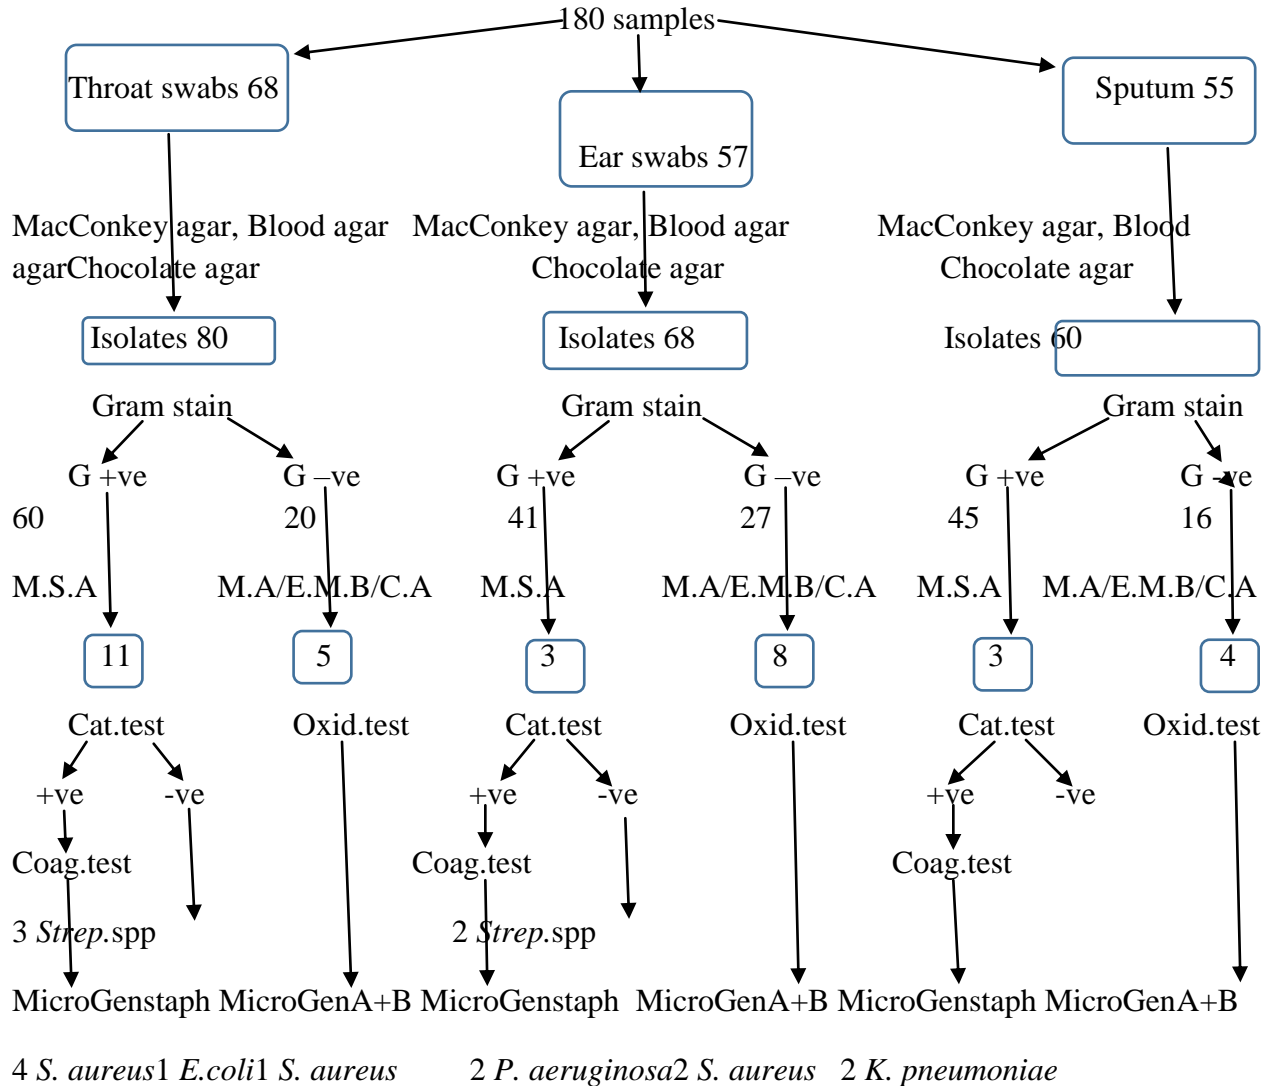 180 samples
Throat swabs 68
Sputum 55
Ear swabs 57
MacConkey agar, Blood agar MacConkey agar, Blood agar MacConkey agar, Blood
agarChocolate agar Chocolate agar Chocolate agar
Isolates 80 Isolates 68 Isolates 60
Gram stain Gram stain Gram stain
G +ve G –ve G +ve G –ve G +ve G -ve
60 20 41 27 45 16
M.S.A M.A/E.M.B/C.A M.S.A M.A/E.M.B/C.A M.S.A M.A/E.M.B/C.A
11 5 3 8 3 4
Cat.test Oxid.test Cat.test Oxid.test Cat.test Oxid.test
+ve -ve +ve -ve +ve -ve
Coag.test Coag.test Coag.test
3 Strep.spp 2 Strep.spp
MicroGenstaph MicroGenA+B MicroGenstaph MicroGenA+B MicroGenstaph MicroGenA+B
4 S. aureus1 E.coli1 S. aureus 2 P. aeruginosa2 S. aureus 2 K. pneumoniae